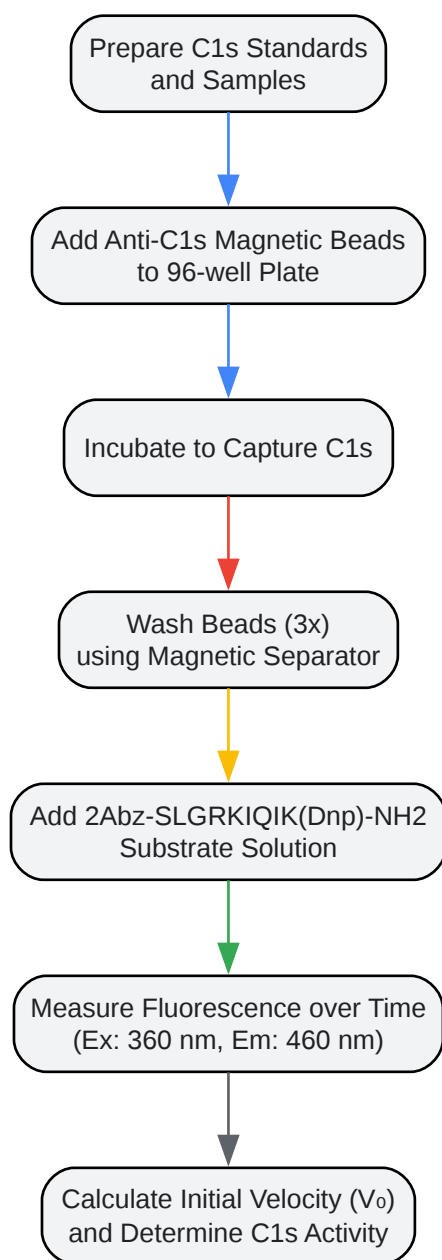 Prepare C1s Standards
and Samples
Add Anti-C1s Magnetic Beads
to 96-well Plate
Incubate to Capture C1s
Wash Beads (3x)
using Magnetic Separator
Add 2Abz-SLGRKIQIK(Dnp)-NH2
Substrate Solution
Measure Fluorescence over Time
(Ex: 360 nm, Em: 460 nm)
Calculate Initial Velocity (V₀)
and Determine C1s Activity